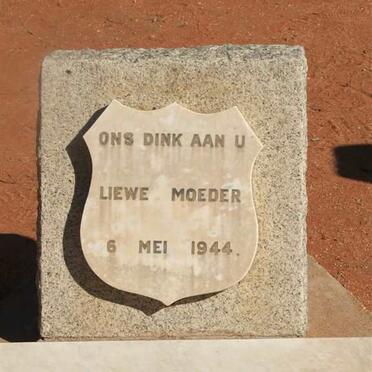 ONS DINK AAN U
LIEWE MOEDER
6 MEI 1944.